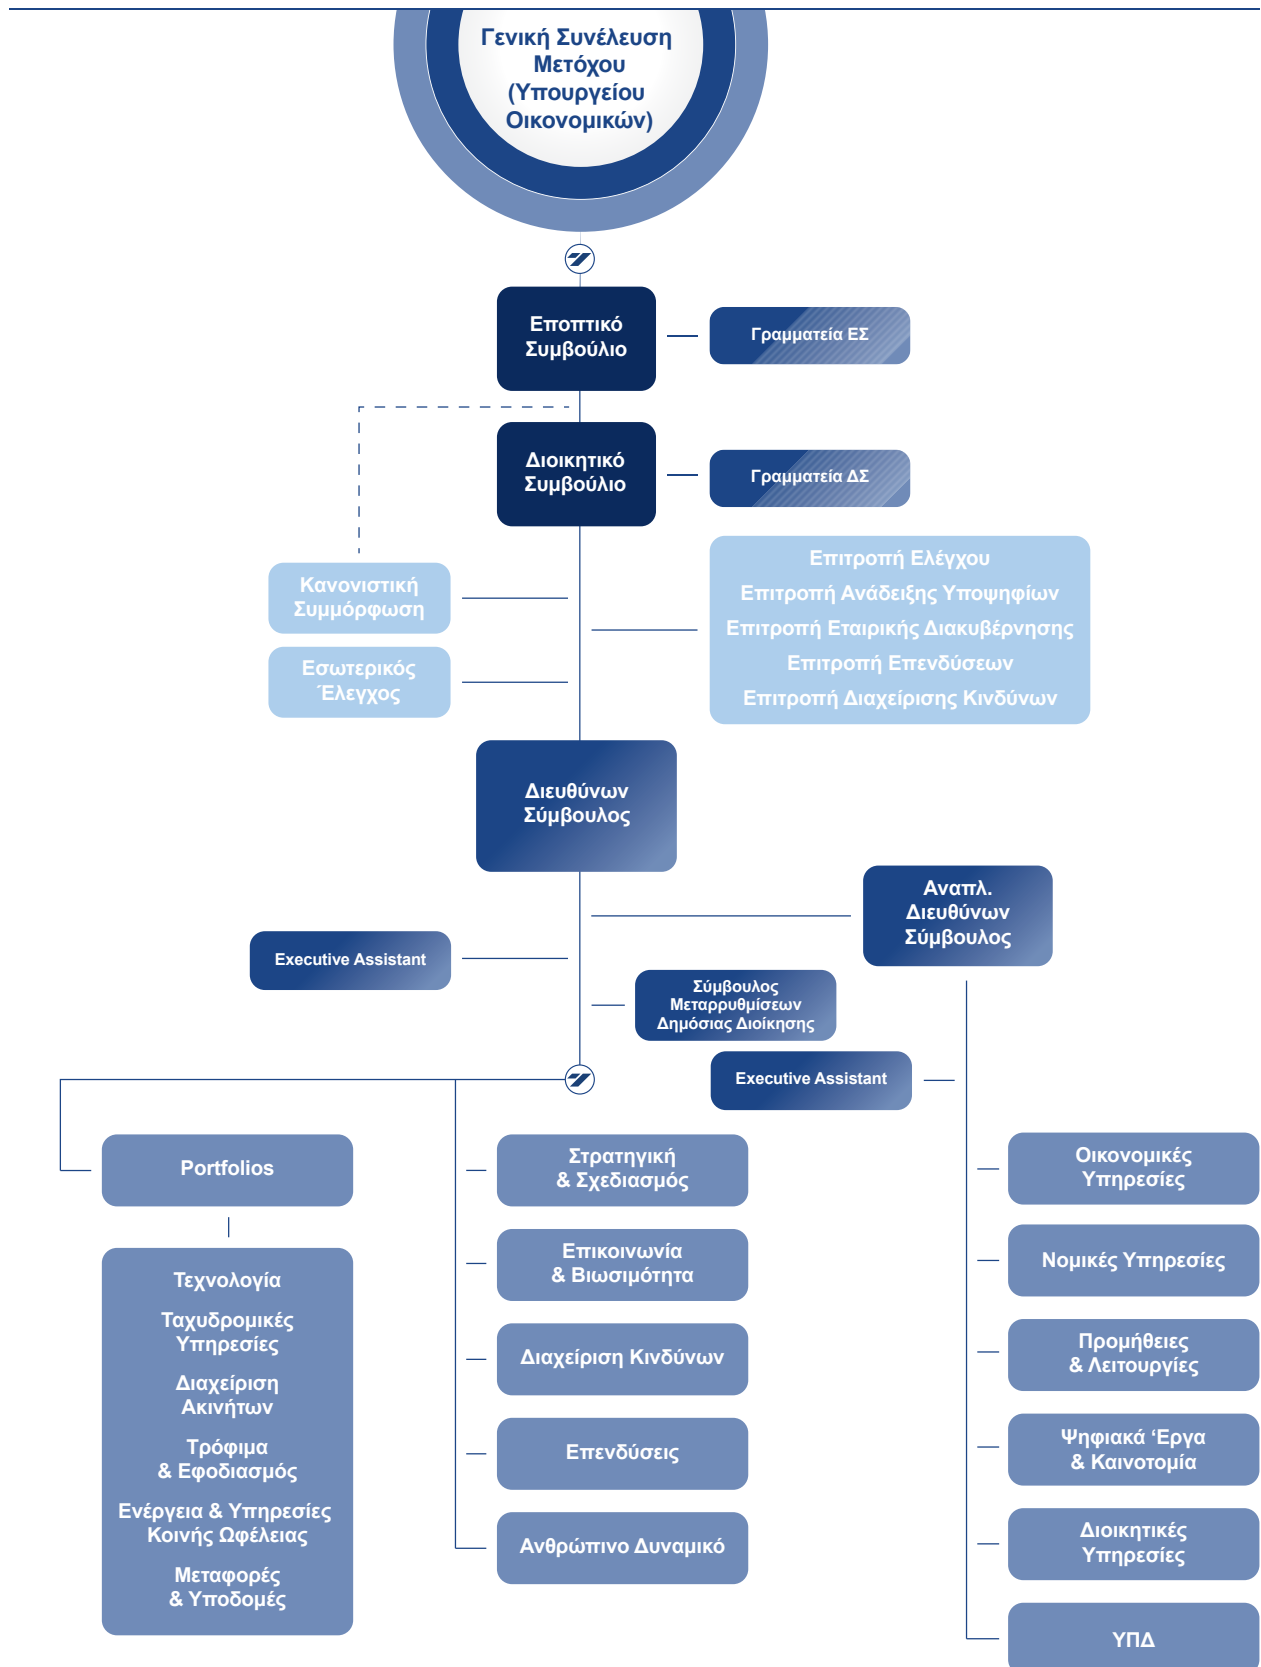 Γενική Συνέλευση
Μετόχου
(Υπουργείου
Οικονομικών)
Εποπτικό
Συμβούλιο
Γραμματεία ΕΣ
Διοικητικό
Συμβούλιο
Γραμματεία ΔΣ
Κανονιστική
Συμμόρφωση
Εσωτερικός
Έλεγχος
Επιτροπή Ελέγχου
Επιτροπή Ανάδειξης Υποψηφίων
Επιτροπή Εταιρικής Διακυβέρνησης
Επιτροπή Επενδύσεων
Επιτροπή Διαχείρισης Κινδύνων
Διευθύνων
Σύμβουλος
Αναπλ.
Διευθύνων
Σύμβουλος
Executive Assistant
Σύμβουλος
Μεταρρυθμίσεων
Δημόσιας Διοίκησης
Executive Assistant
Portfolios
Τεχνολογία
Ταχυδρομικές
Υπηρεσίες
Διαχείριση
Ακινήτων
Τρόφιμα
& Εφοδιασμός
Ενέργεια & Υπηρεσίες
Κοινής Ωφέλειας
Μεταφορές
& Υποδομές
Στρατηγική
& Σχεδιασμός
Επικοινωνία
& Βιωσιμότητα
Διαχείριση Κινδύνων
Επενδύσεις
Ανθρώπινο Δυναμικό
Οικονομικές
Υπηρεσίες
Νομικές Υπηρεσίες
Προμήθειες
& Λειτουργίες
Ψηφιακά ‘Εργα
& Καινοτομία
Διοικητικές
Υπηρεσίες
ΥΠΔ